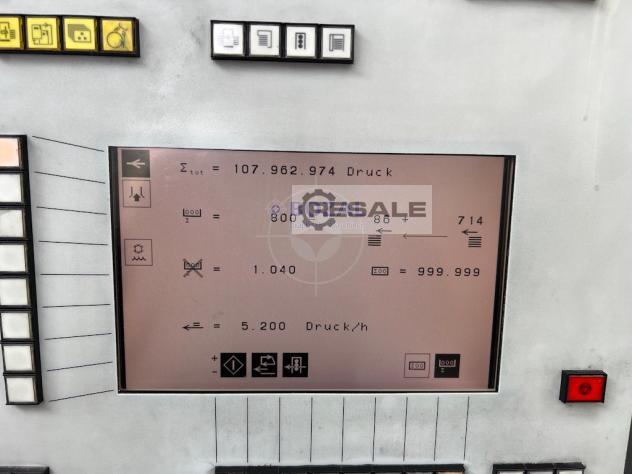 Σtot = 107.962.974 Druck
= 800 86 + 714
RESALE
= 1.040 = 999.999
= 5.200 Druck/h
+
-